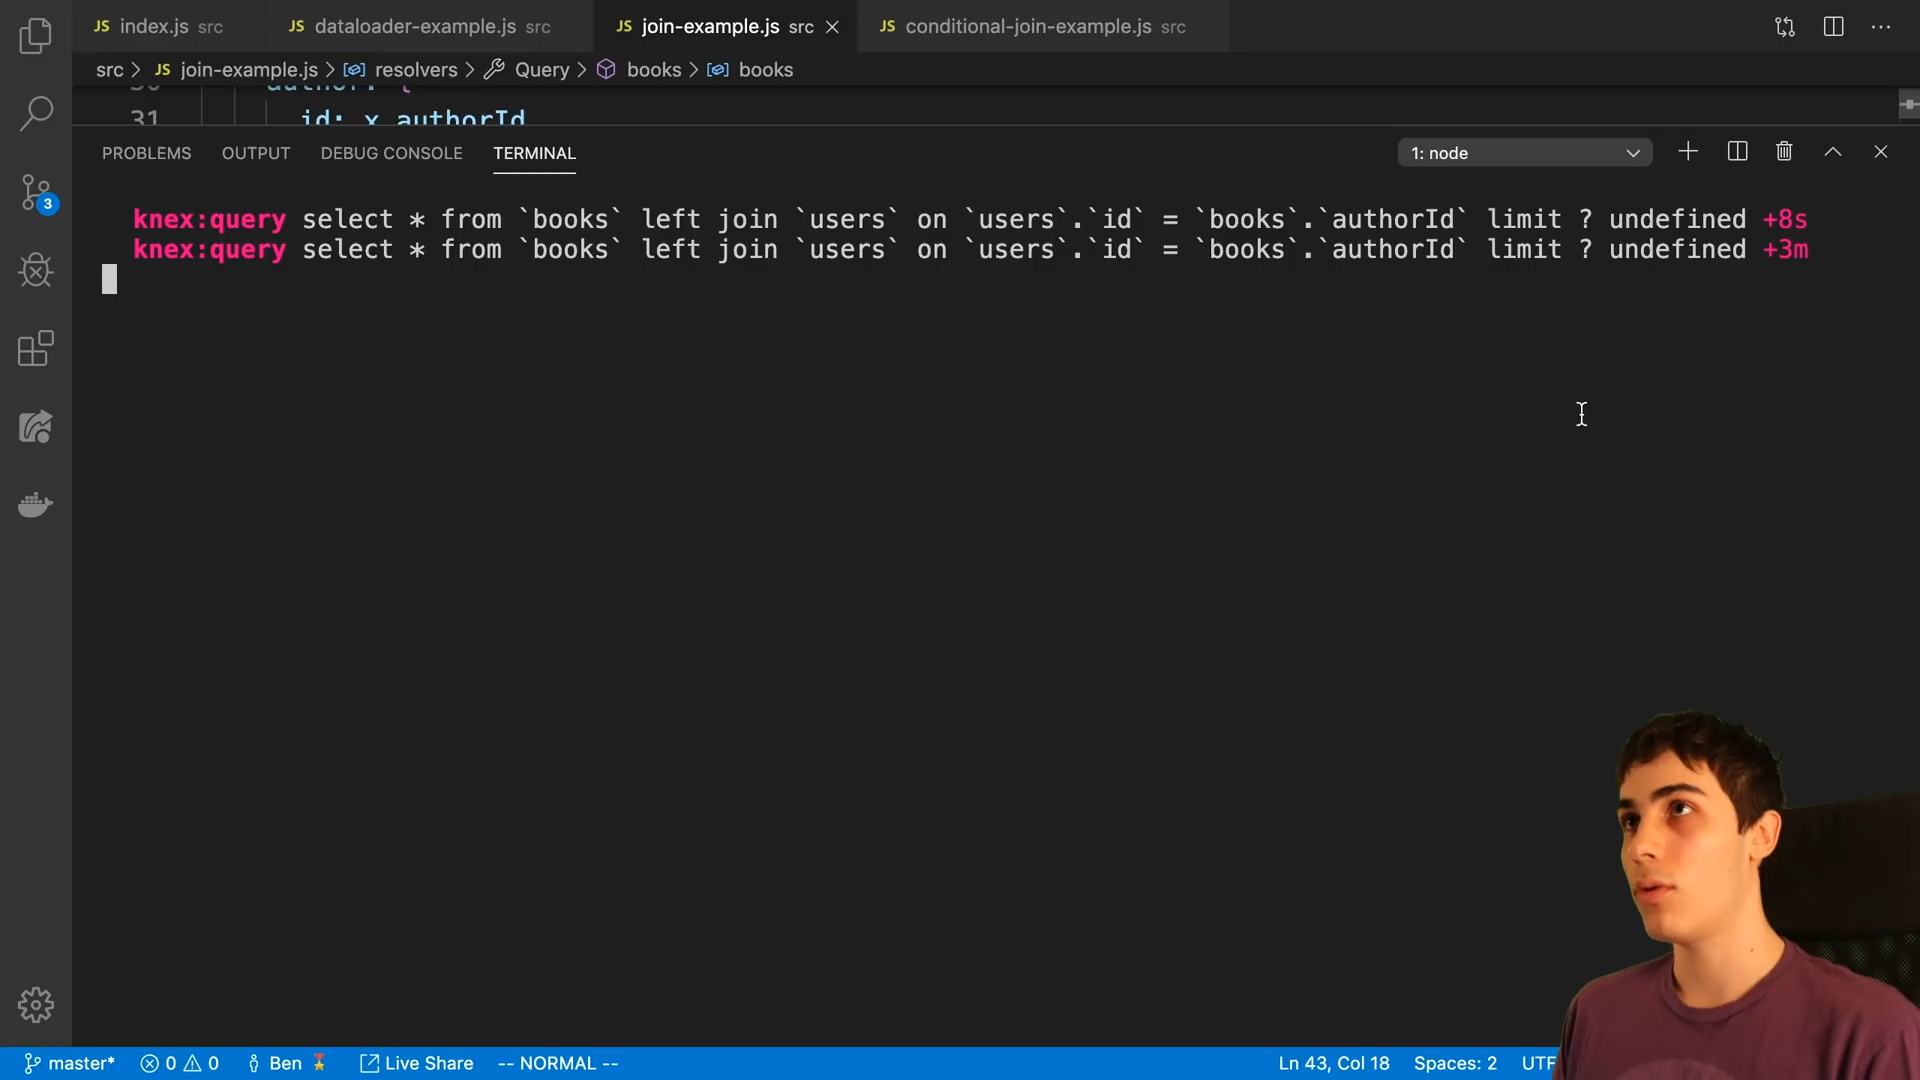 JS index.js src JS dataloader-example.js src JS join-example.js src JS conditional-join-example.js src
src > JS join-example.js > resolvers > Query > books > books
31 id: x.authorId
PROBLEMS OUTPUT DEBUG CONSOLE TERMINAL 1: node
knex:query select * from `books` left join `users` on `users`.`id` = `books`.`authorId` limit ? undefined +8s
knex:query select * from `books` left join `users` on `users`.`id` = `books`.`authorId` limit ? undefined +3m
3
master* 0 0 Ben Live Share -- NORMAL -- Ln 43, Col 18 Spaces: 2 UTF